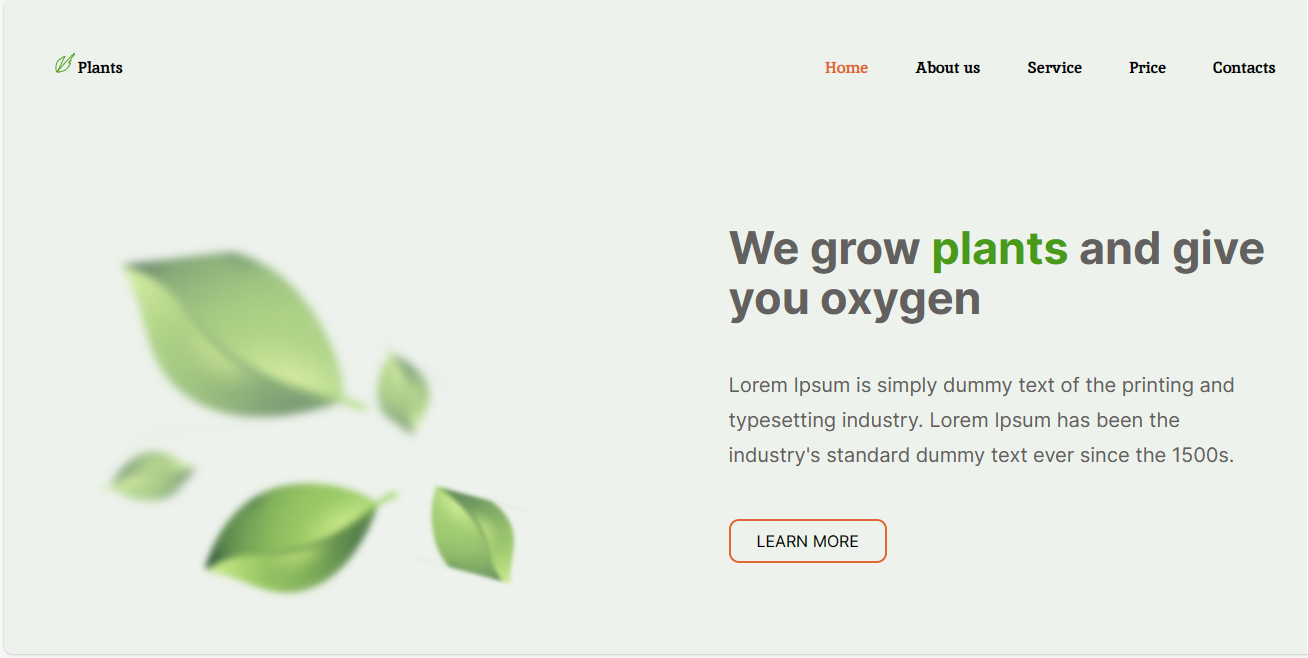 Plants
Home About us Service Price Contacts
We grow plants and give
you oxygen
Lorem Ipsum is simply dummy text of the printing and
typesetting industry. Lorem Ipsum has been the
industry's standard dummy text ever since the 1500s.
LEARN MORE